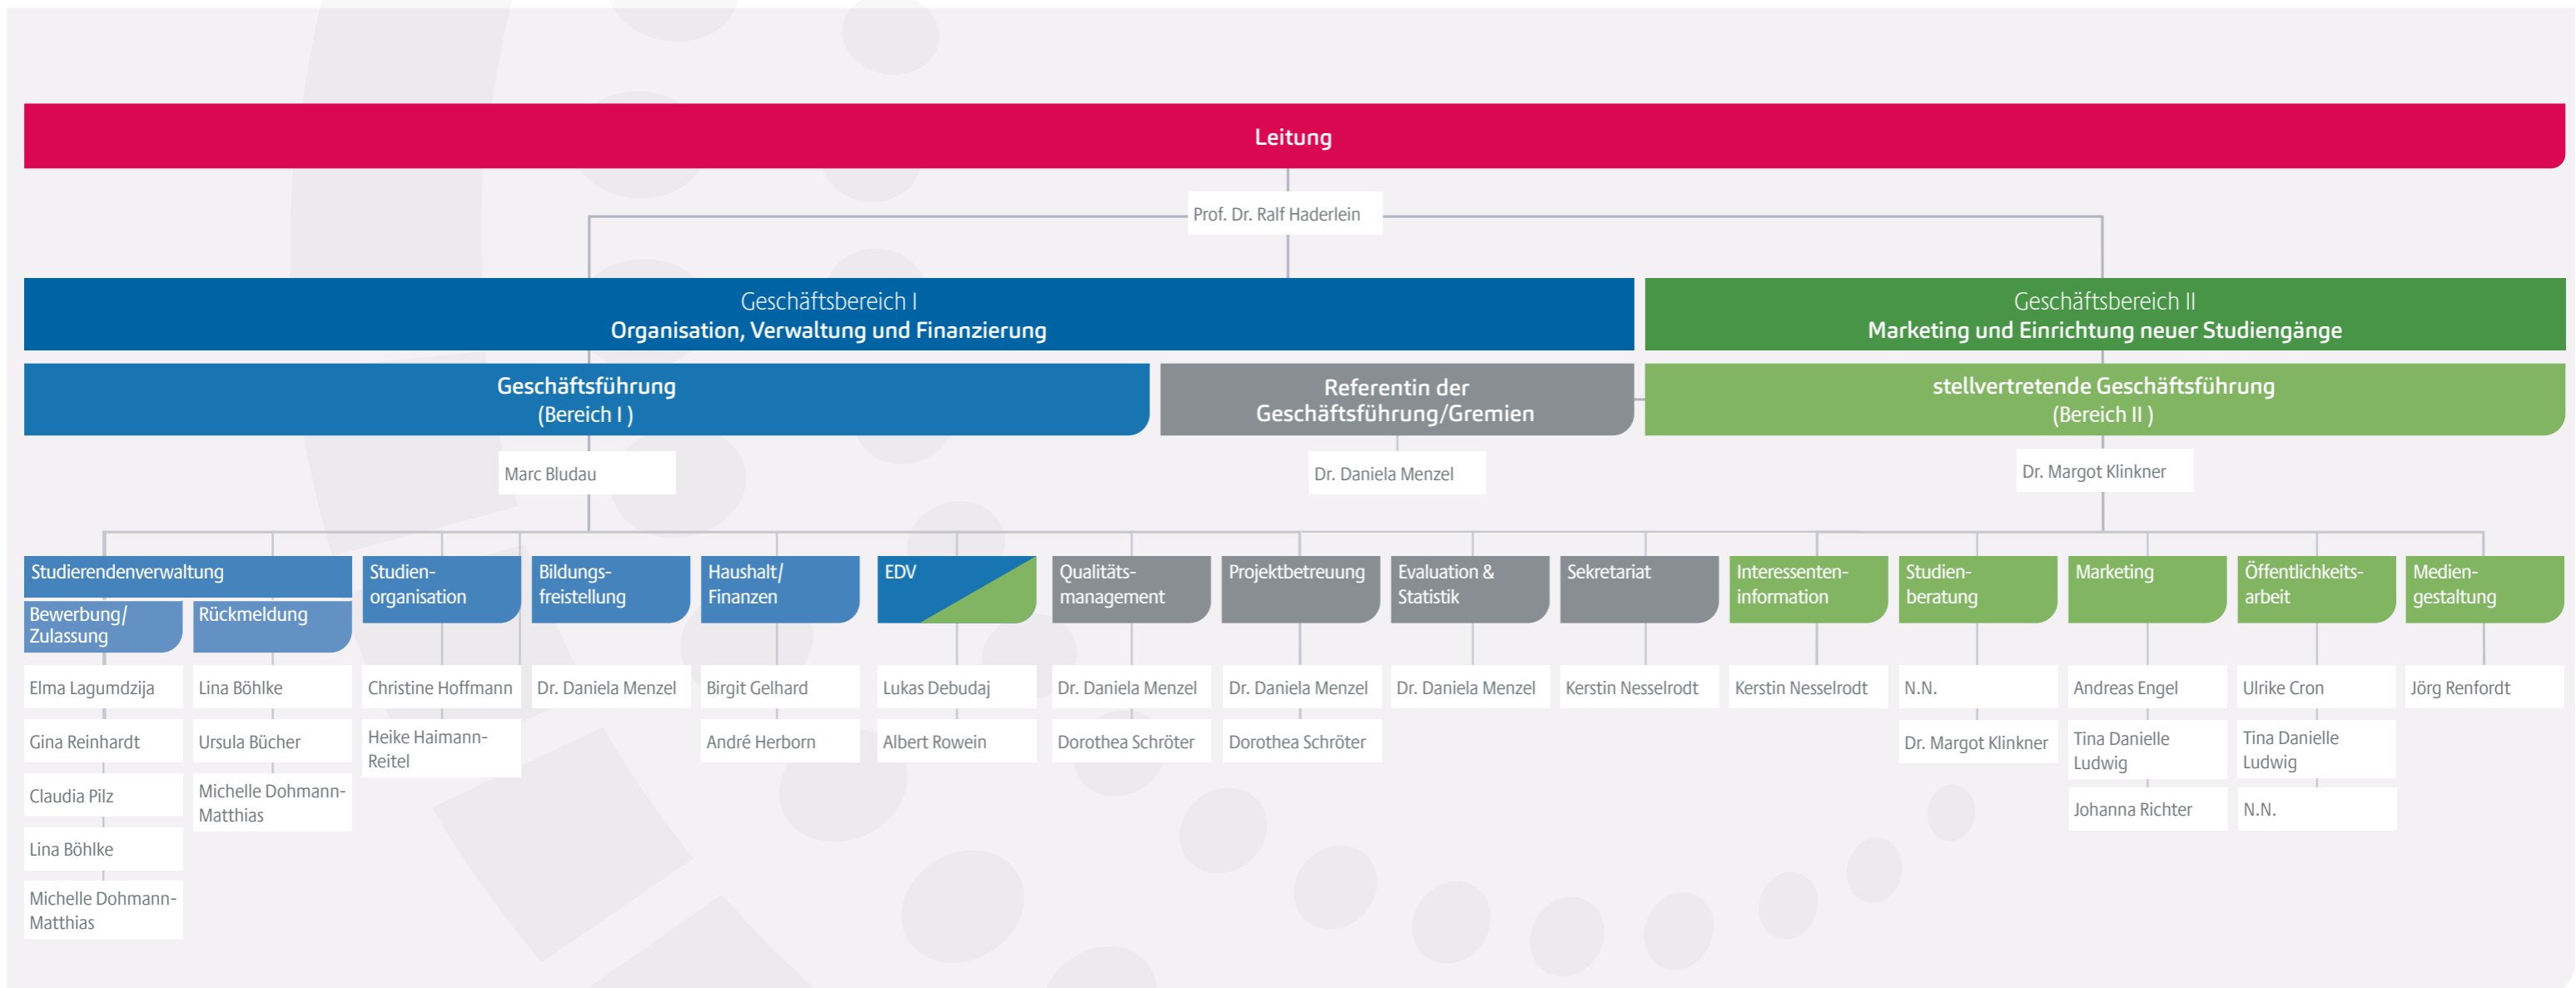 Leitung
Prof. Dr. Ralf Haderlein
Geschäftsbereich I
Organisation, Verwaltung und Finanzierung
Geschäftsbereich II
Marketing und Einrichtung neuer Studiengänge
Geschäftsführung
(Bereich I )
Referentin der
Geschäftsführung/Gremien
stellvertretende Geschäftsführung
(Bereich II )
Marc Bludau
Dr. Daniela Menzel
Dr. Margot Klinkner
Studierendenverwaltung
Bewerbung/
Zulassung
Elma Lagumdzija
Gina Reinhardt
Claudia Pilz
Lina Böhlke
Michelle Dohmann-
Matthias
Rückmeldung
Lina Böhlke
Ursula Bücher
Michelle Dohmann-
Matthias
Studien-
organisation
Christine Hoffmann
Heike Haimann-
Reitel
Bildungs-
freistellung
Dr. Daniela Menzel
Haushalt/
Finanzen
Birgit Gelhard
André Herborn
EDV
Lukas Debudaj
Albert Rowein
Qualitäts-
management
Dr. Daniela Menzel
Dorothea Schröter
Projektbetreuung
Dr. Daniela Menzel
Dorothea Schröter
Evaluation &
Statistik
Dr. Daniela Menzel
Sekretariat
Kerstin Nesselrodt
Interessenten-
information
Kerstin Nesselrodt
Studien-
beratung
N.N.
Dr. Margot Klinkner
Marketing
Andreas Engel
Tina Danielle
Ludwig
Johanna Richter
Öffentlichkeits-
arbeit
Ulrike Cron
Tina Danielle
Ludwig
N.N.
Medien-
gestaltung
Jörg Renfordt